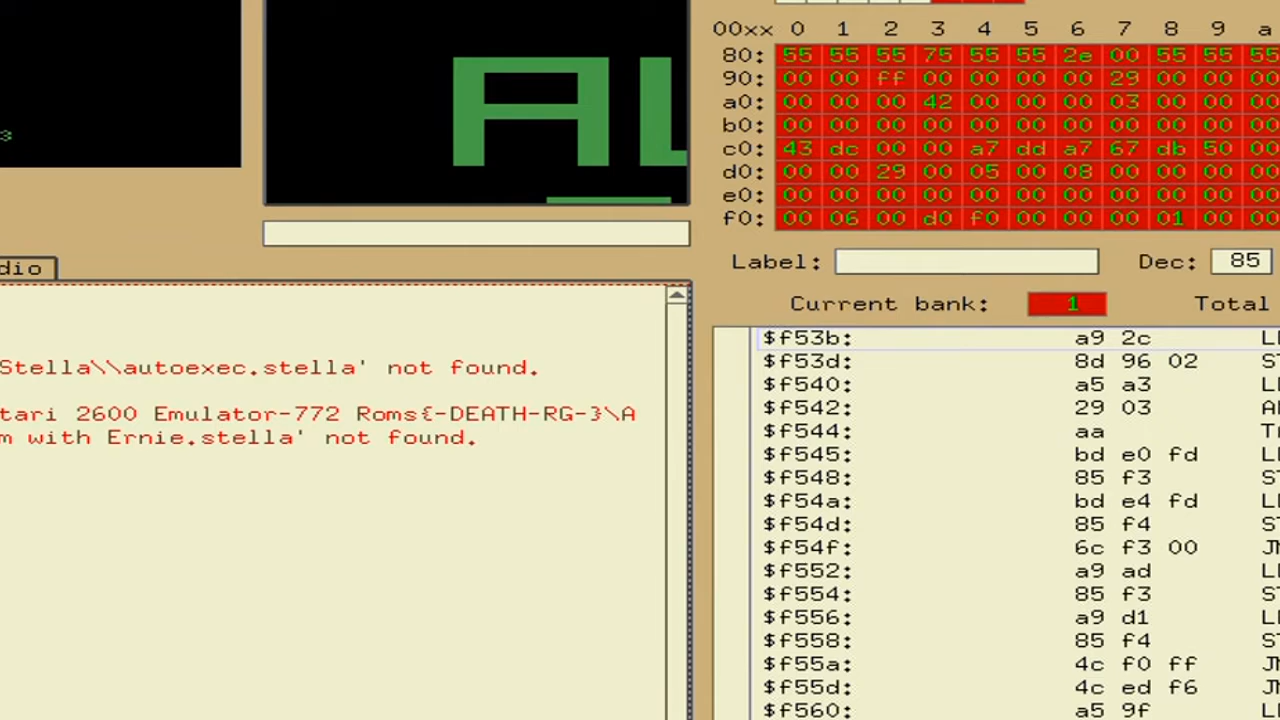 3
AL
dio
Stella\\autoexec.stella' not found.
tari 2600 Emulator-772 Roms{-DEATH-RG-}\A
m with Ernie.stella' not found.
00xx 0 1 2 3 4 5 6 7 8 9 a
80: 55 55 55 75 55 55 2e 00 55 55 55
90: 00 00 ff 00 00 00 00 29 00 00 00
a0: 00 00 00 42 00 00 00 03 00 00 00
b0: 00 00 00 00 00 00 00 00 00 00 00
c0: 43 dc 00 00 a7 dd a7 67 db 50 00
d0: 00 00 29 00 05 00 08 00 00 00 00
e0: 00 00 00 00 00 00 00 00 00 00 00
f0: 00 06 00 d0 f0 00 00 00 01 00 00
Label: Dec: 85
Current bank: 1 Total
$f53b: a9 2c
$f53d: 8d 96 02
$f540: a5 a3
$f542: 29 03
$f544: aa
$f545: bd e0 fd
$f548: 85 f3
$f54a: bd e4 fd
$f54d: 85 f4
$f54f: 6c f3 00
$f552: a9 ad
$f554: 85 f3
$f556: a9 d1
$f558: 85 f4
$f55a: 4c f0 ff
$f55d: 4c ed f6
$f560: a5 9f